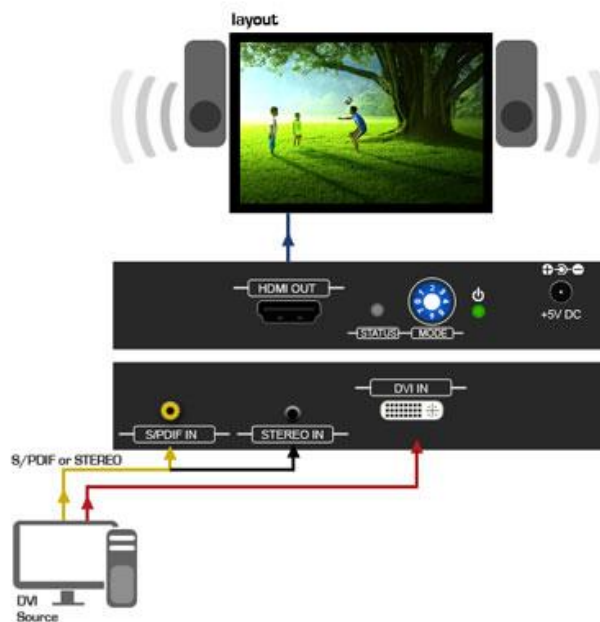 layout
HDMI OUT
STATUS
MODE
+5V DC
DVI IN
S/PDIF IN
STEREO IN
S/PDIF or STEREO
DVI
Source